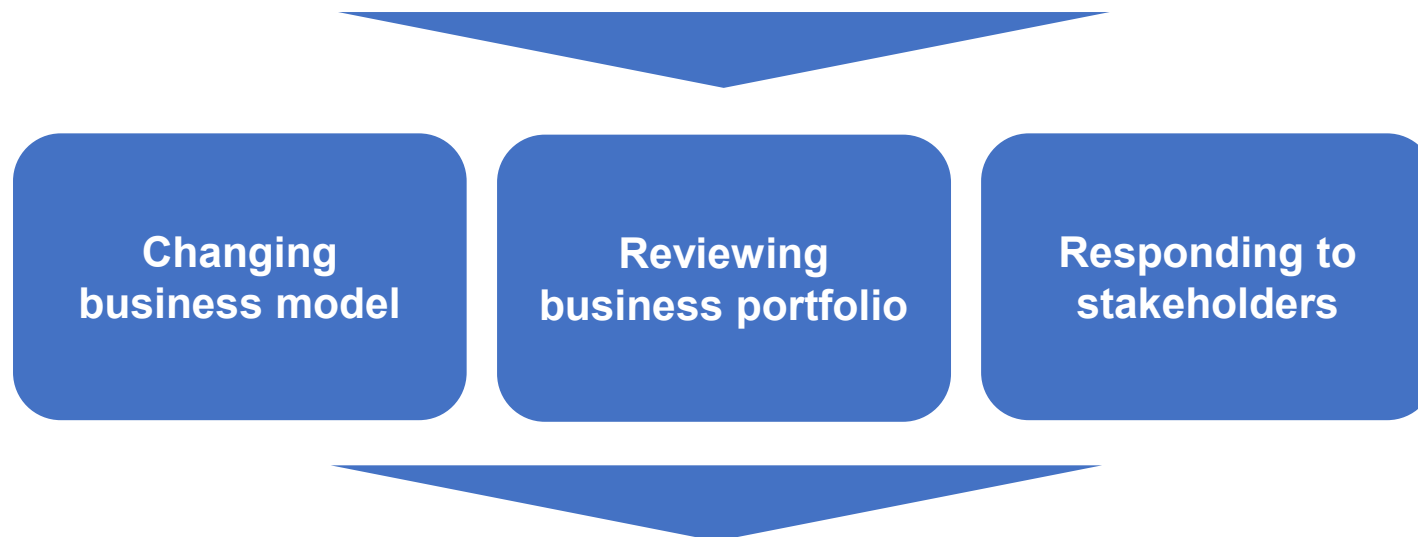 Changing
business model
Reviewing
business portfolio
Responding to
stakeholders